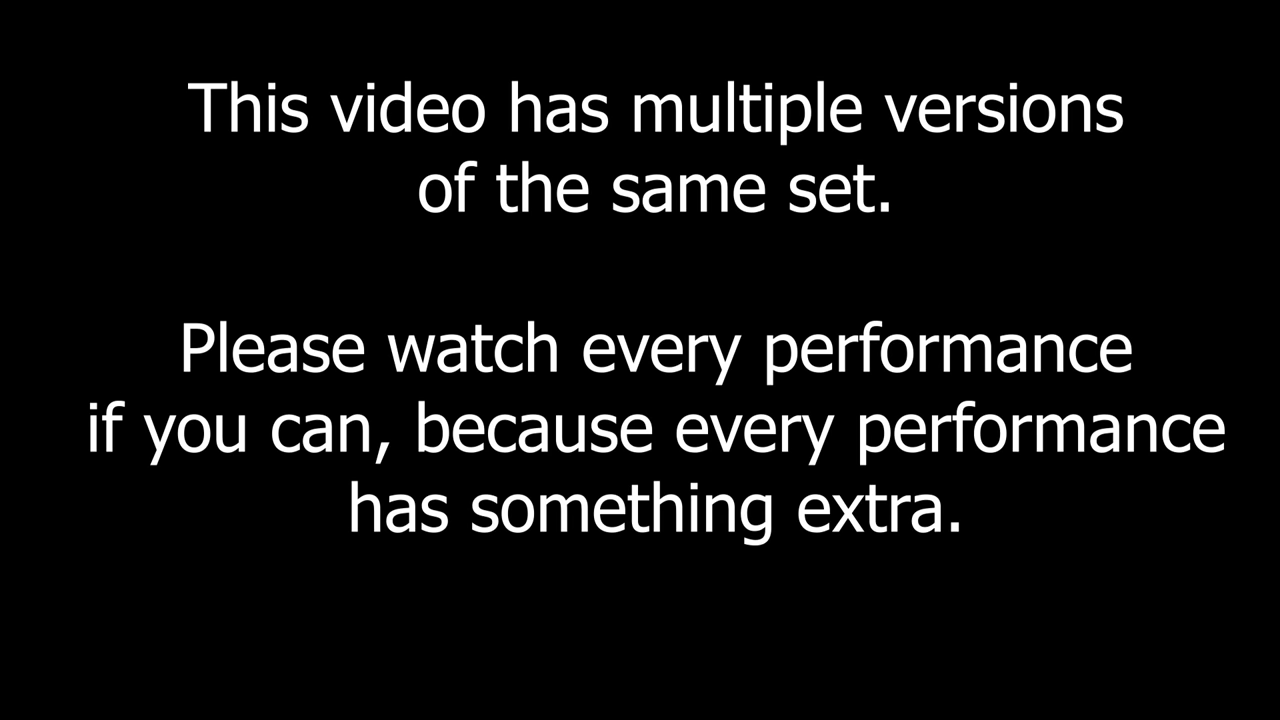 This video has multiple versions
of the same set.
Please watch every performance
if you can, because every performance
has something extra.